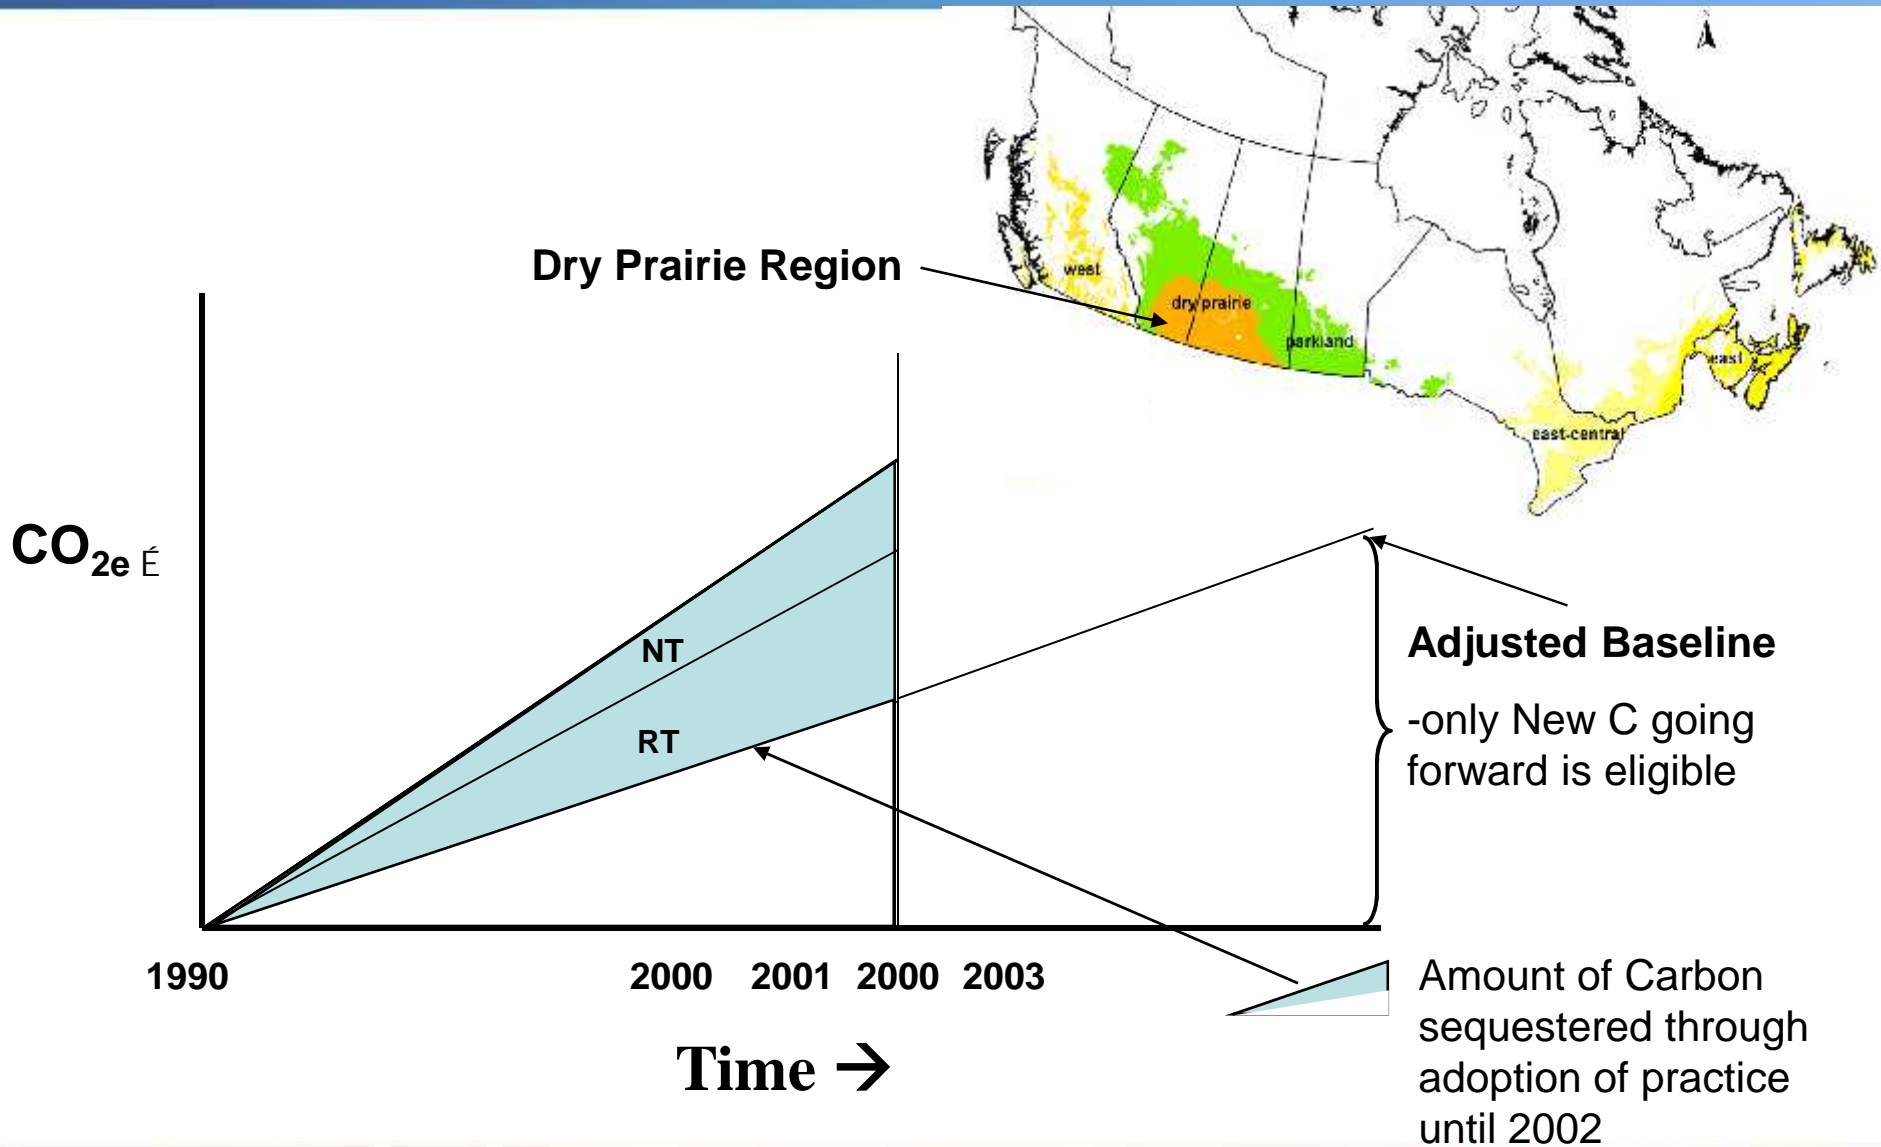 Dry Prairie Region
west
dry prairie
parkland
east
east-central
CO2e É
NT
RT
Adjusted Baseline
-only New C going
forward is eligible
1990 2000 2001 2000 2003
Time →
Amount of Carbon
sequestered through
adoption of practice
until 2002